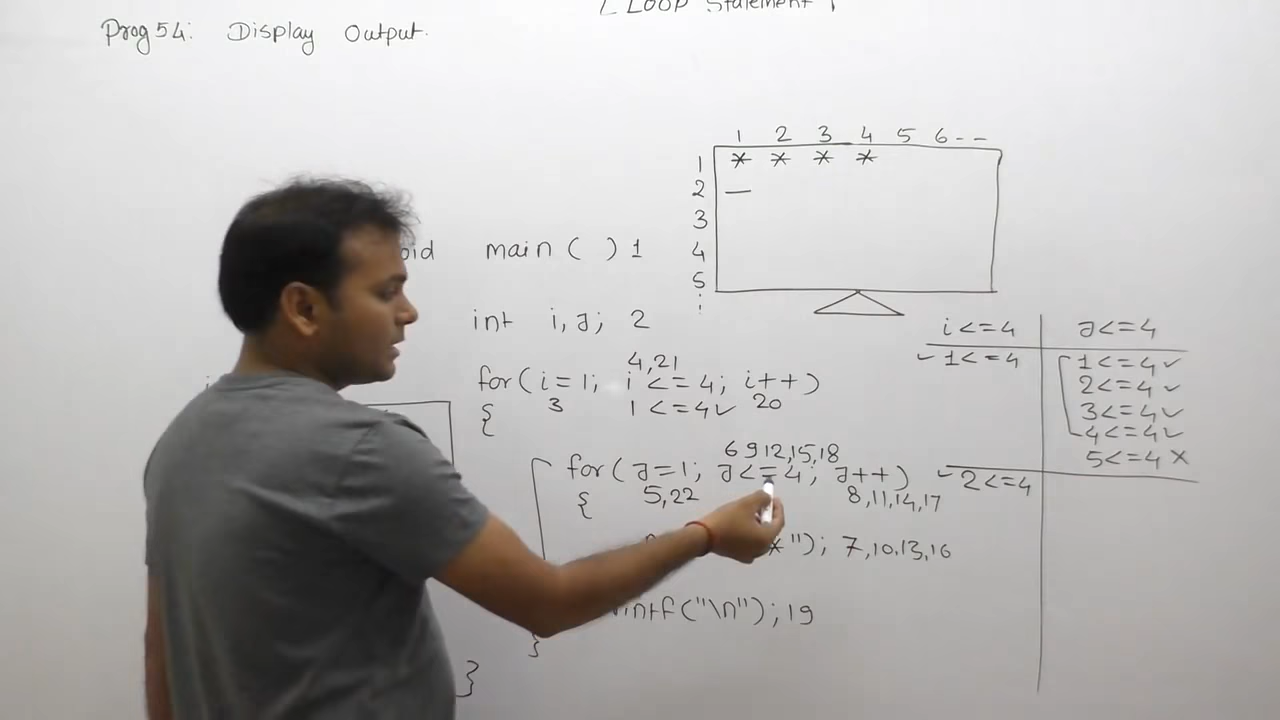 Loop Statement
Prog 54: Display Output.
1 2 3 4 5 6 - -
1 * * * *
2 —
3
4
5
void main ( ) 1
int i, J; 2
4,21
for( i = 1; i <= 4; i++ )
3 1 <= 4 ✓ 20
{
6 9 12,15,18
for( J=1; J<=4; J++ )
{ 5,22 8,11,14,17
*"); 7,10,13,16
printf("\n"); 19
}
}
i<=4 J<=4
✓ 1<=4 1<=4 ✓
2<=4 ✓
3<=4 ✓
4<=4 ✓
5<=4 X
✓ 2<=4